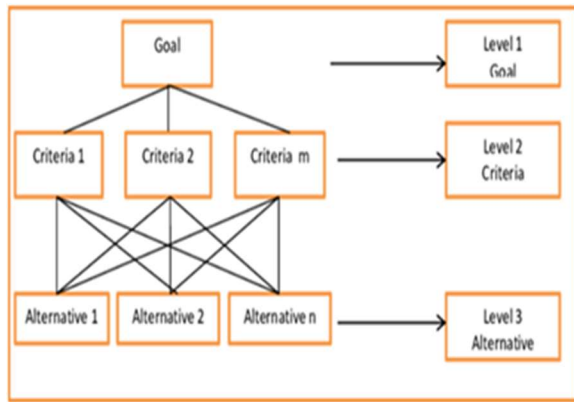 Goal
Level 1
Goal
Criteria 1
Criteria 2
Criteria m
Level 2
Criteria
Alternative 1
Alternative 2
Alternative n
Level 3
Alternative